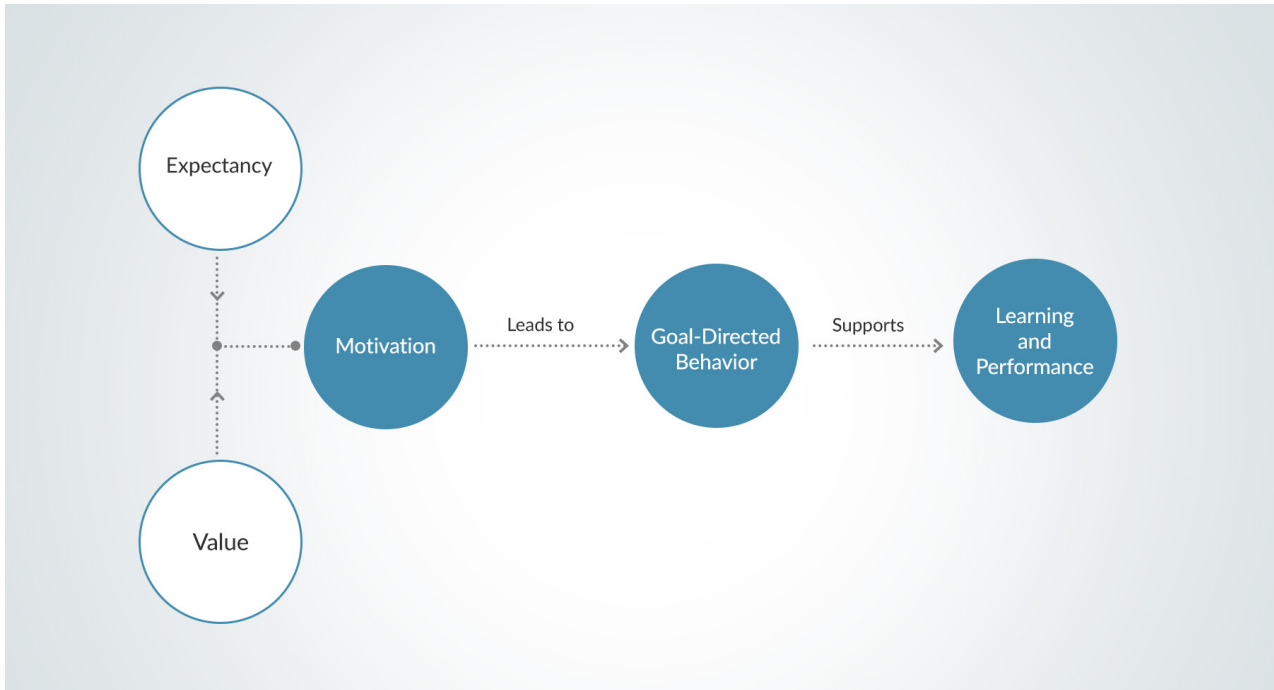 Expectancy
Value
Motivation
Leads to
Goal-Directed
Behavior
Supports
Learning
and
Performance